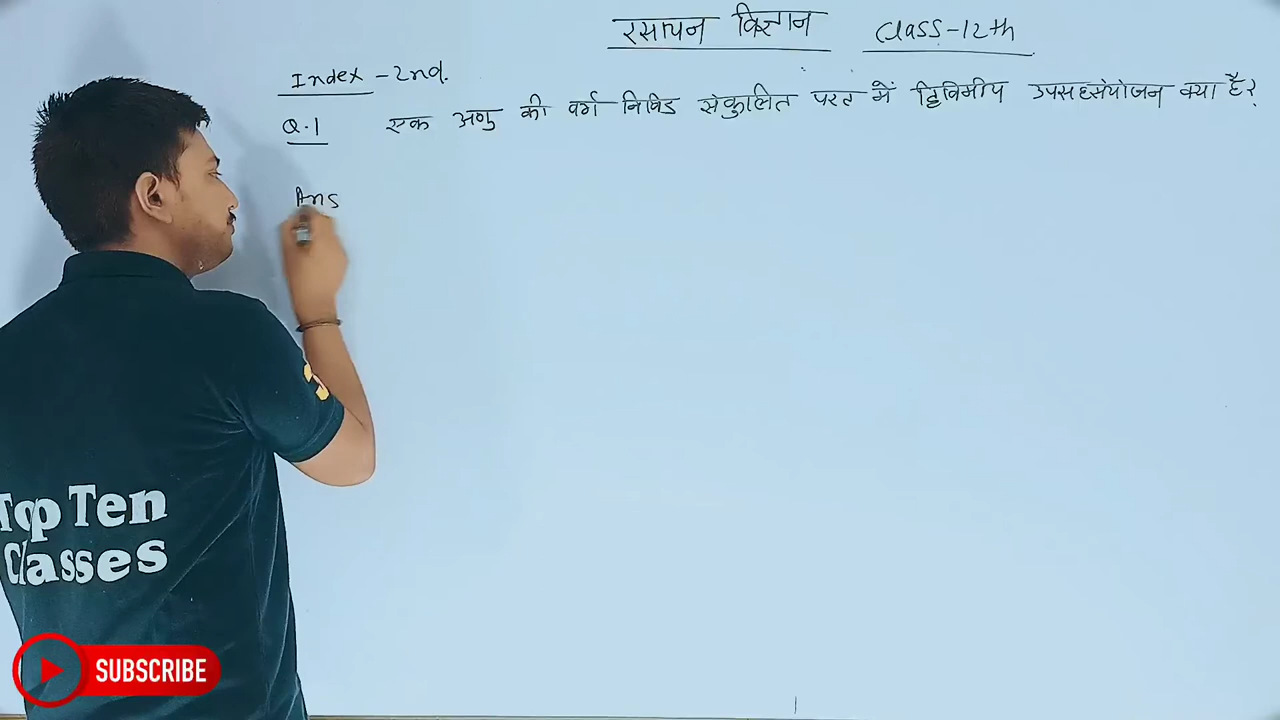 रसायन विज्ञान Class-12th
Index - 2nd.
Q.1 एक अणु की वर्ग निविड संकुलित परत में द्विविमीय उपसहसंयोजन क्या है?
Ans
Top Ten
Classes
SUBSCRIBE